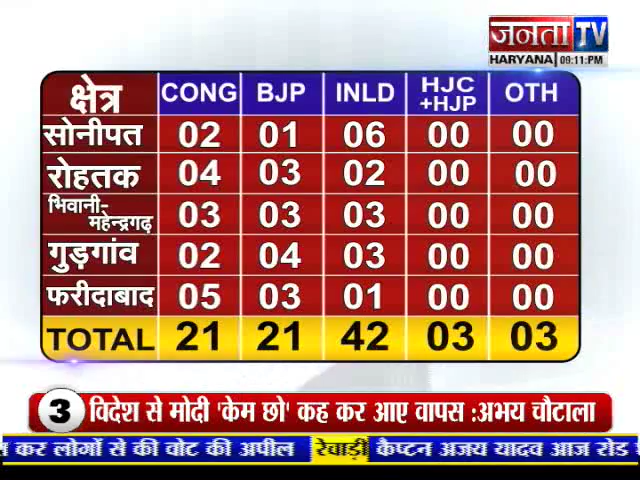 जनता TV
HARYANA 09:11:PM
क्षेत्र CONG BJP INLD HJC +HJP OTH
सोनीपत 02 01 06 00 00
रोहतक 04 03 02 00 00
भिवानी-महेन्द्रगढ़ 03 03 03 00 00
गुड़गांव 02 04 03 00 00
फरीदाबाद 05 03 01 00 00
TOTAL 21 21 42 03 03
3 विदेश से मोदी 'केम छो' कह कर आए वापस :अभय चौटाला
कर लोगों से की वोट की अपील रेवाड़ी कैप्टन अजय यादव आज रोड